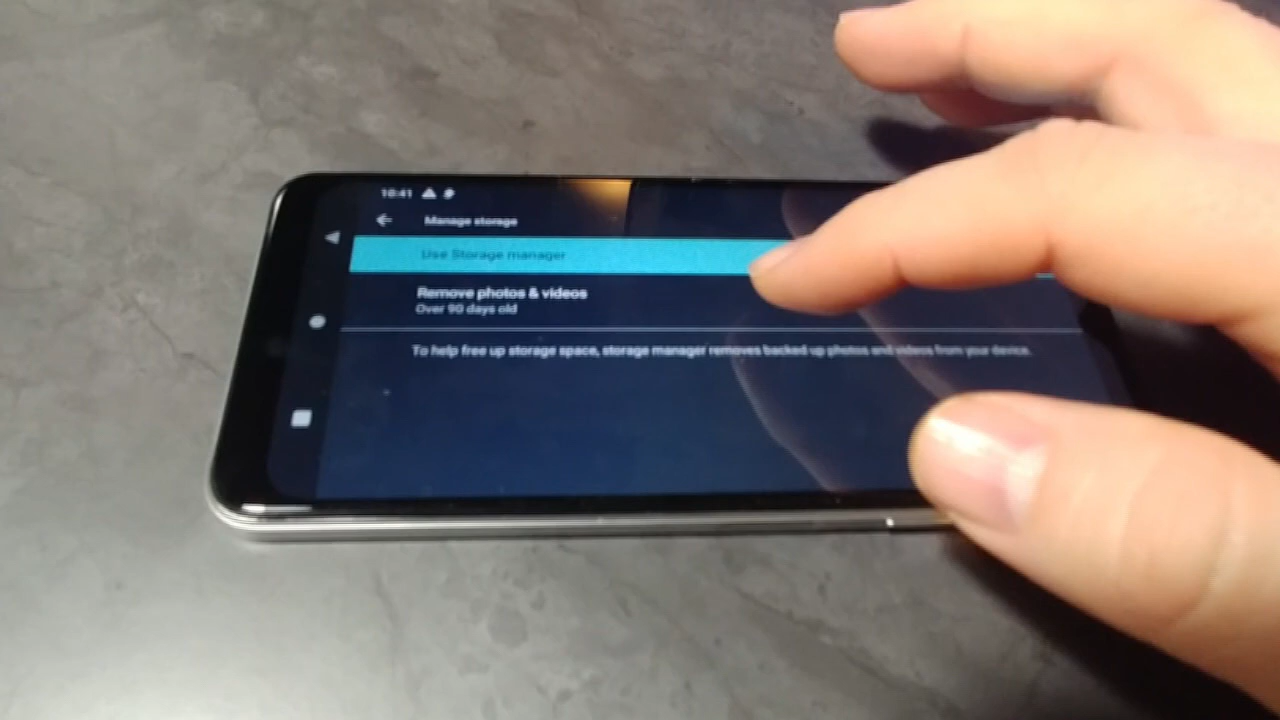 10:41
Manage storage
Use Storage manager
Remove photos & videos
Over 90 days old
To help free up storage space, storage manager removes backed up photos and videos from your device.